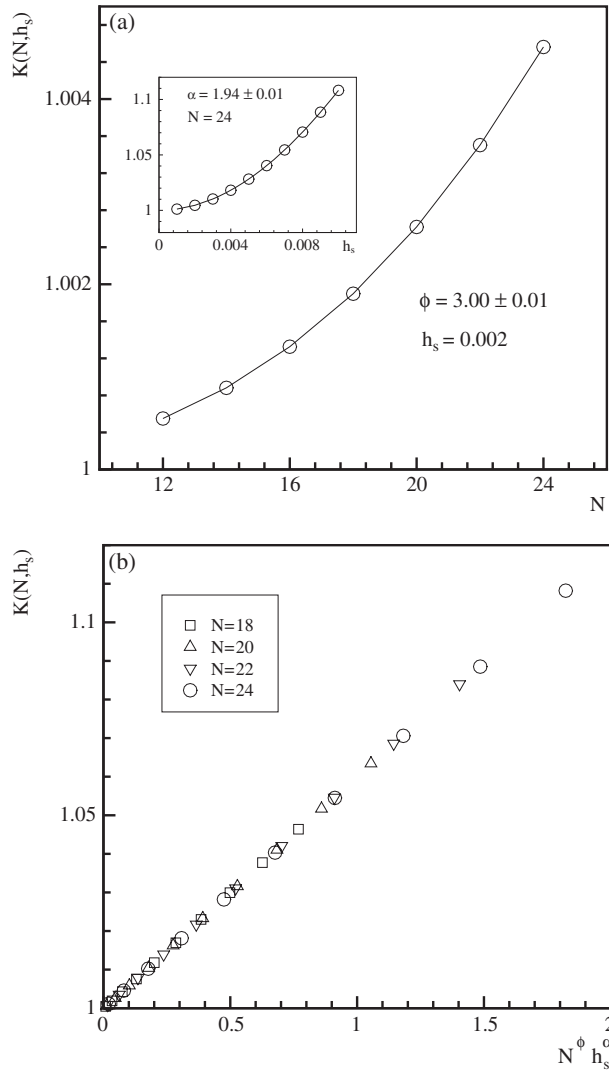 (a)
K(N,h_s)
1.004
1.002
1
12
16
20
24
N
ϕ = 3.00 ± 0.01
h_s = 0.002
α = 1.94 ± 0.01
N = 24
1.1
1.05
1
0
0.004
0.008
h_s
(b)
K(N,h_s)
1.1
1.05
1
N=18
N=20
N=22
N=24
0
0.5
1
1.5
2
N^ϕ h_s^α